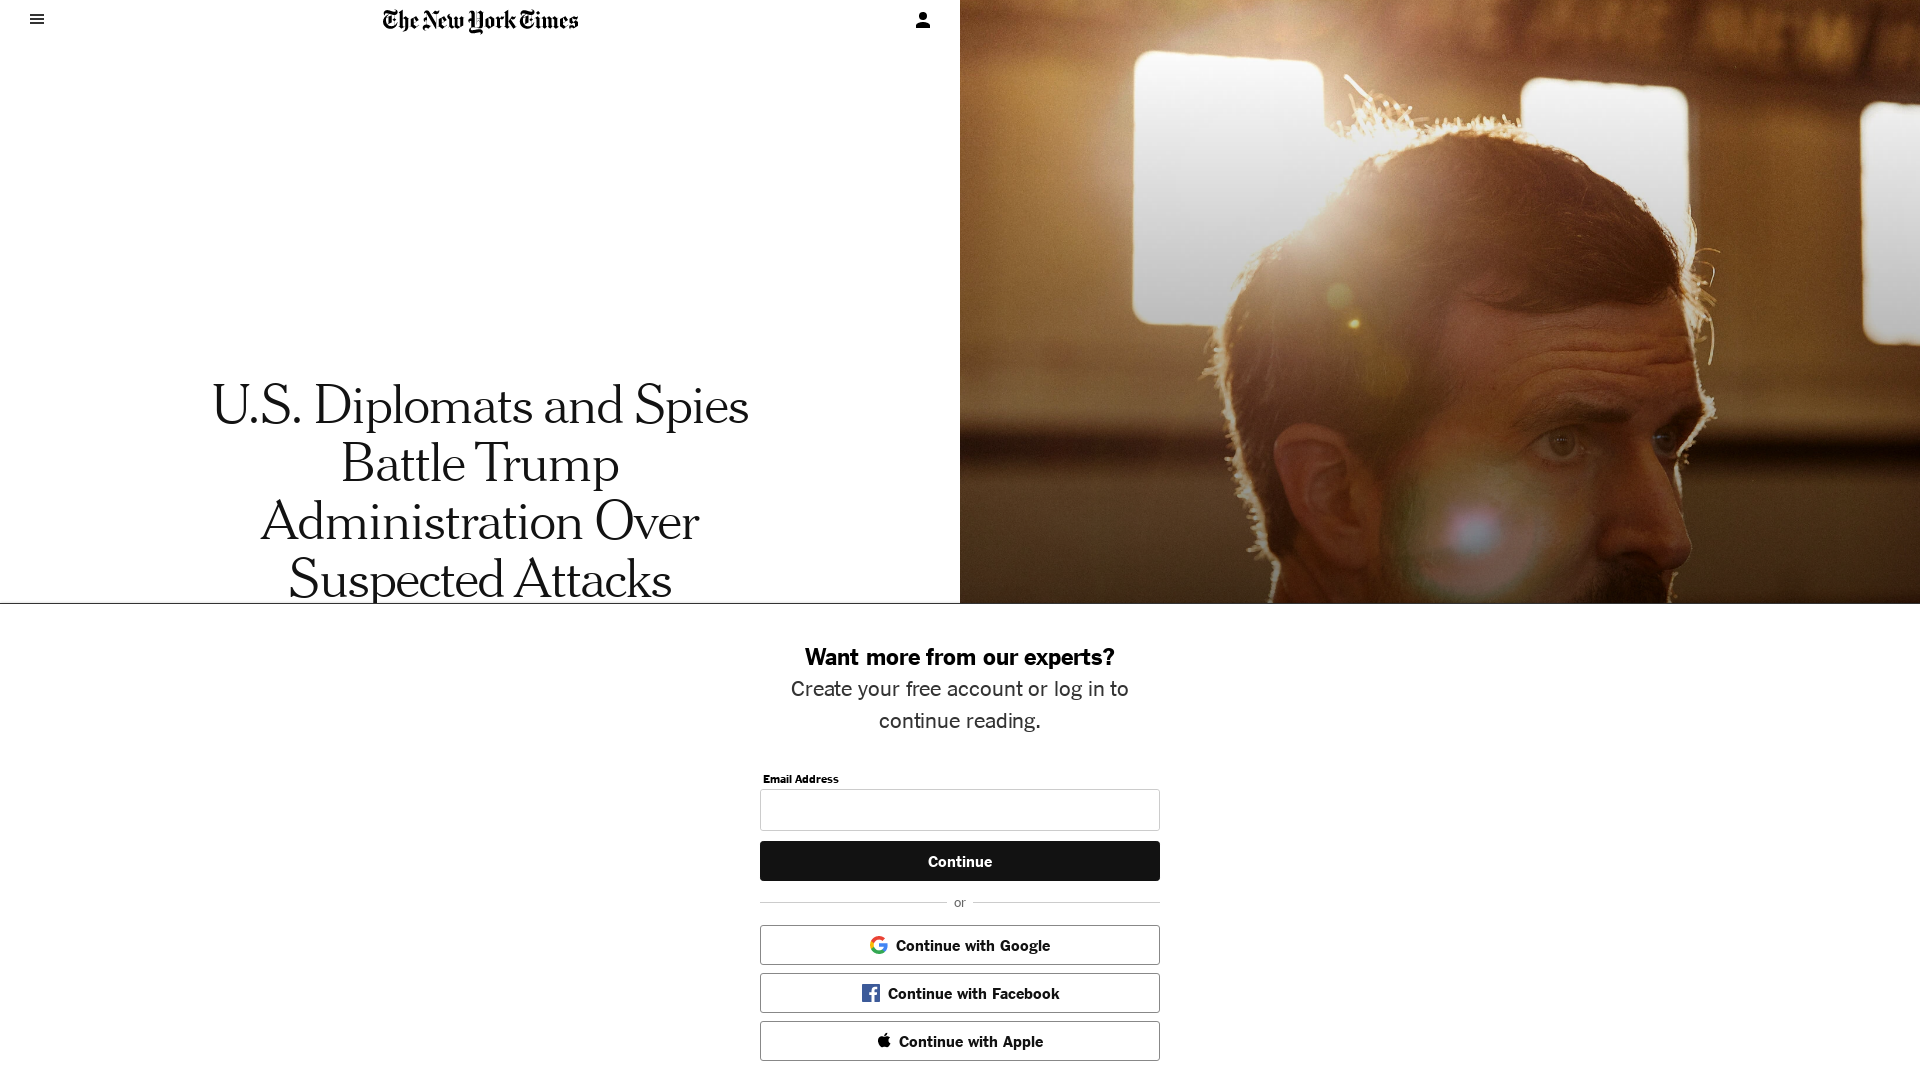 The New York Times
U.S. Diplomats and Spies
Battle Trump
Administration Over
Suspected Attacks
Want more from our experts?
Create your free account or log in to
continue reading.
Email Address
Continue
or
Continue with Google
Continue with Facebook
Continue with Apple